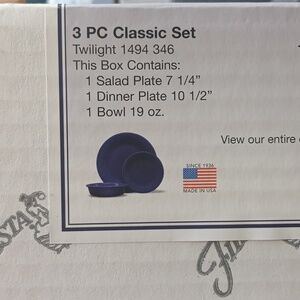 3 PC Classic Set
Twilight 1494 346
This Box Contains:
1 Salad Plate 7 1/4”
1 Dinner Plate 10 1/2”
1 Bowl 19 oz.
View our entire
SINCE 1936
MADE IN USA